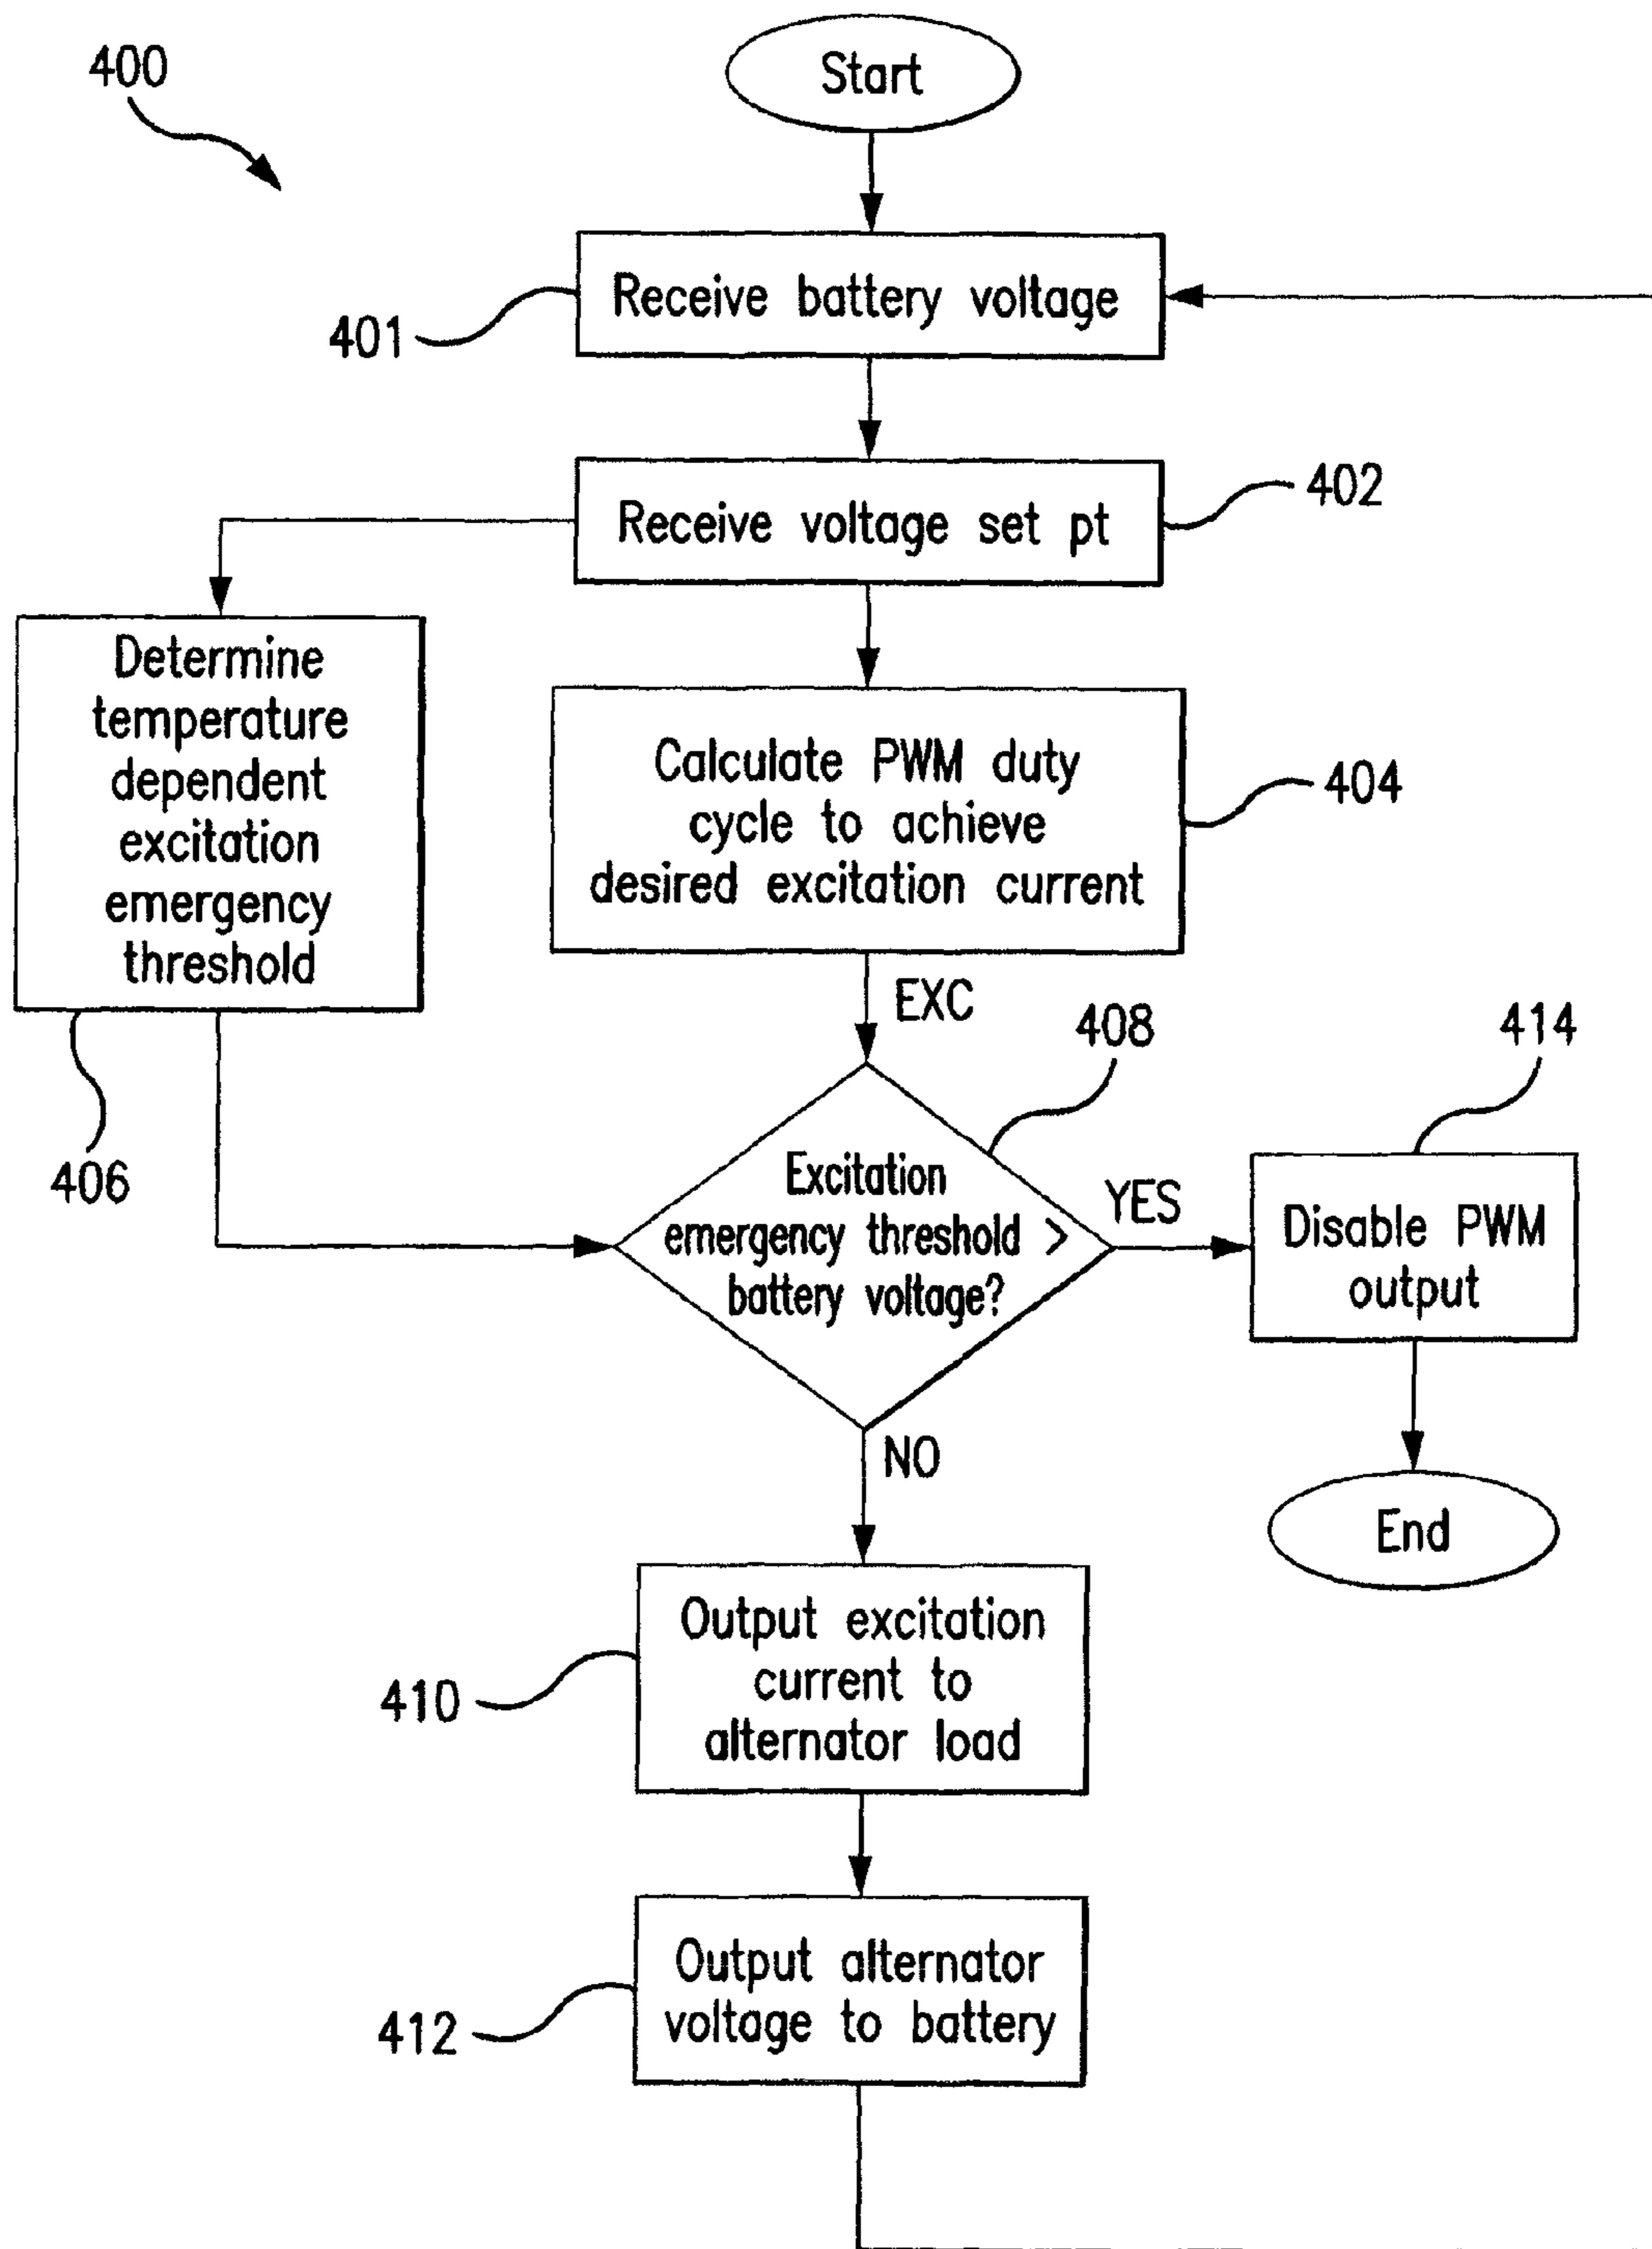 400
Start
Receive battery voltage
401
Receive voltage set pt
402
Determine
temperature
dependent
excitation
emergency
threshold
406
Calculate PWM duty
cycle to achieve
desired excitation current
404
EXC
408
Excitation
emergency threshold >
battery voltage?
YES
414
Disable PWM
output
End
NO
Output excitation
current to
alternator load
410
Output alternator
voltage to battery
412